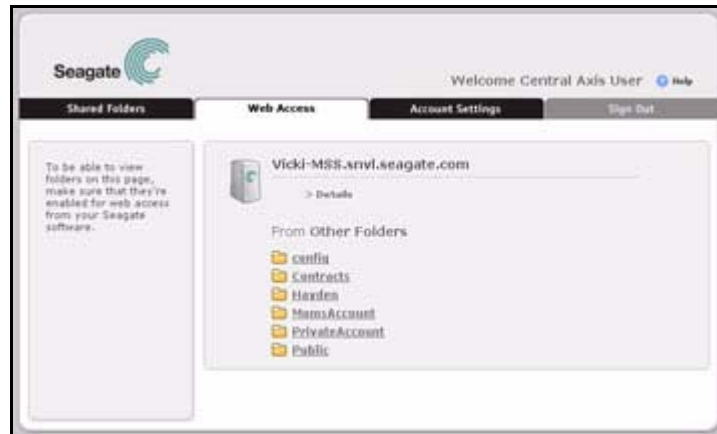 Seagate
Welcome Central Axis User Help
Shared Folders Web Access Account Settings Sign Out
To be able to view
folders on this page,
make sure that they're
enabled for web access
from your Seagate
software.
Vicki-MSS.snvl.seagate.com
> Details
From Other Folders
config
Contracts
Hayden
MomsAccount
PrivateAccount
Public